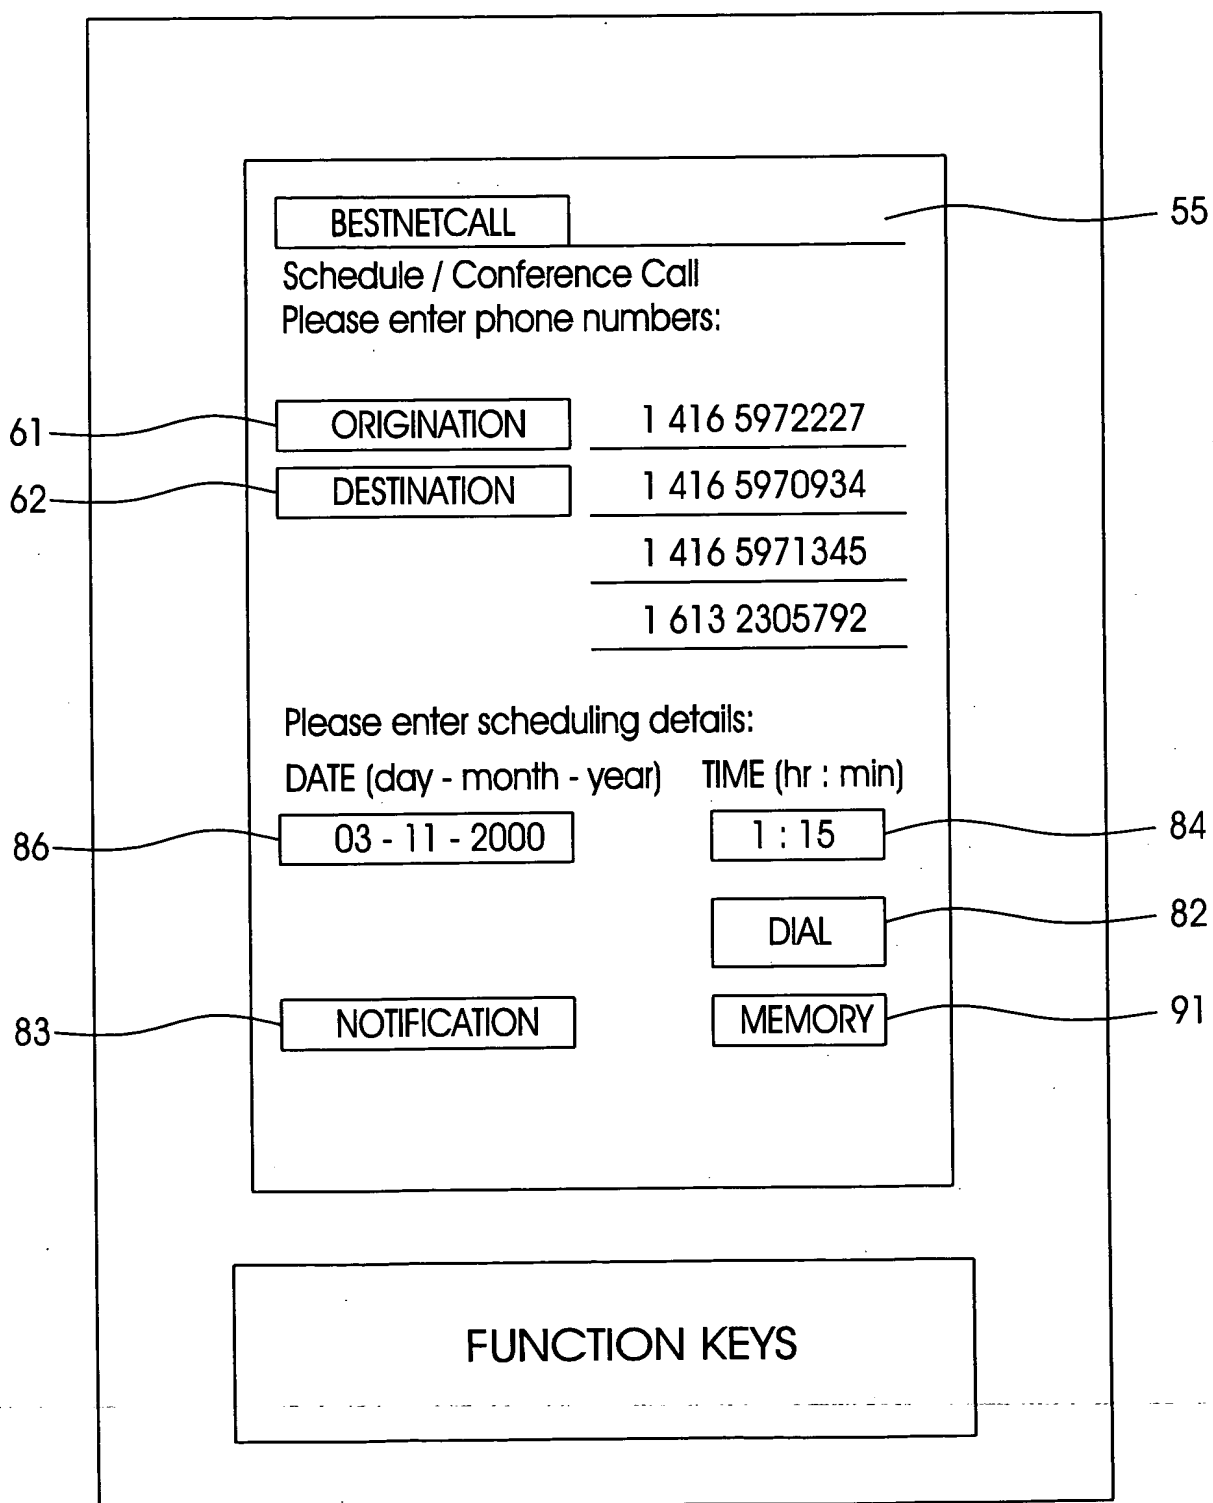 BESTNETCALL
55
Schedule / Conference Call
Please enter phone numbers:
61
ORIGINATION
1 416 5972227
62
DESTINATION
1 416 5970934
1 416 5971345
1 613 2305792
Please enter scheduling details:
DATE (day - month - year)
TIME (hr : min)
86
03 - 11 - 2000
1 : 15
84
DIAL
82
83
NOTIFICATION
MEMORY
91
FUNCTION KEYS